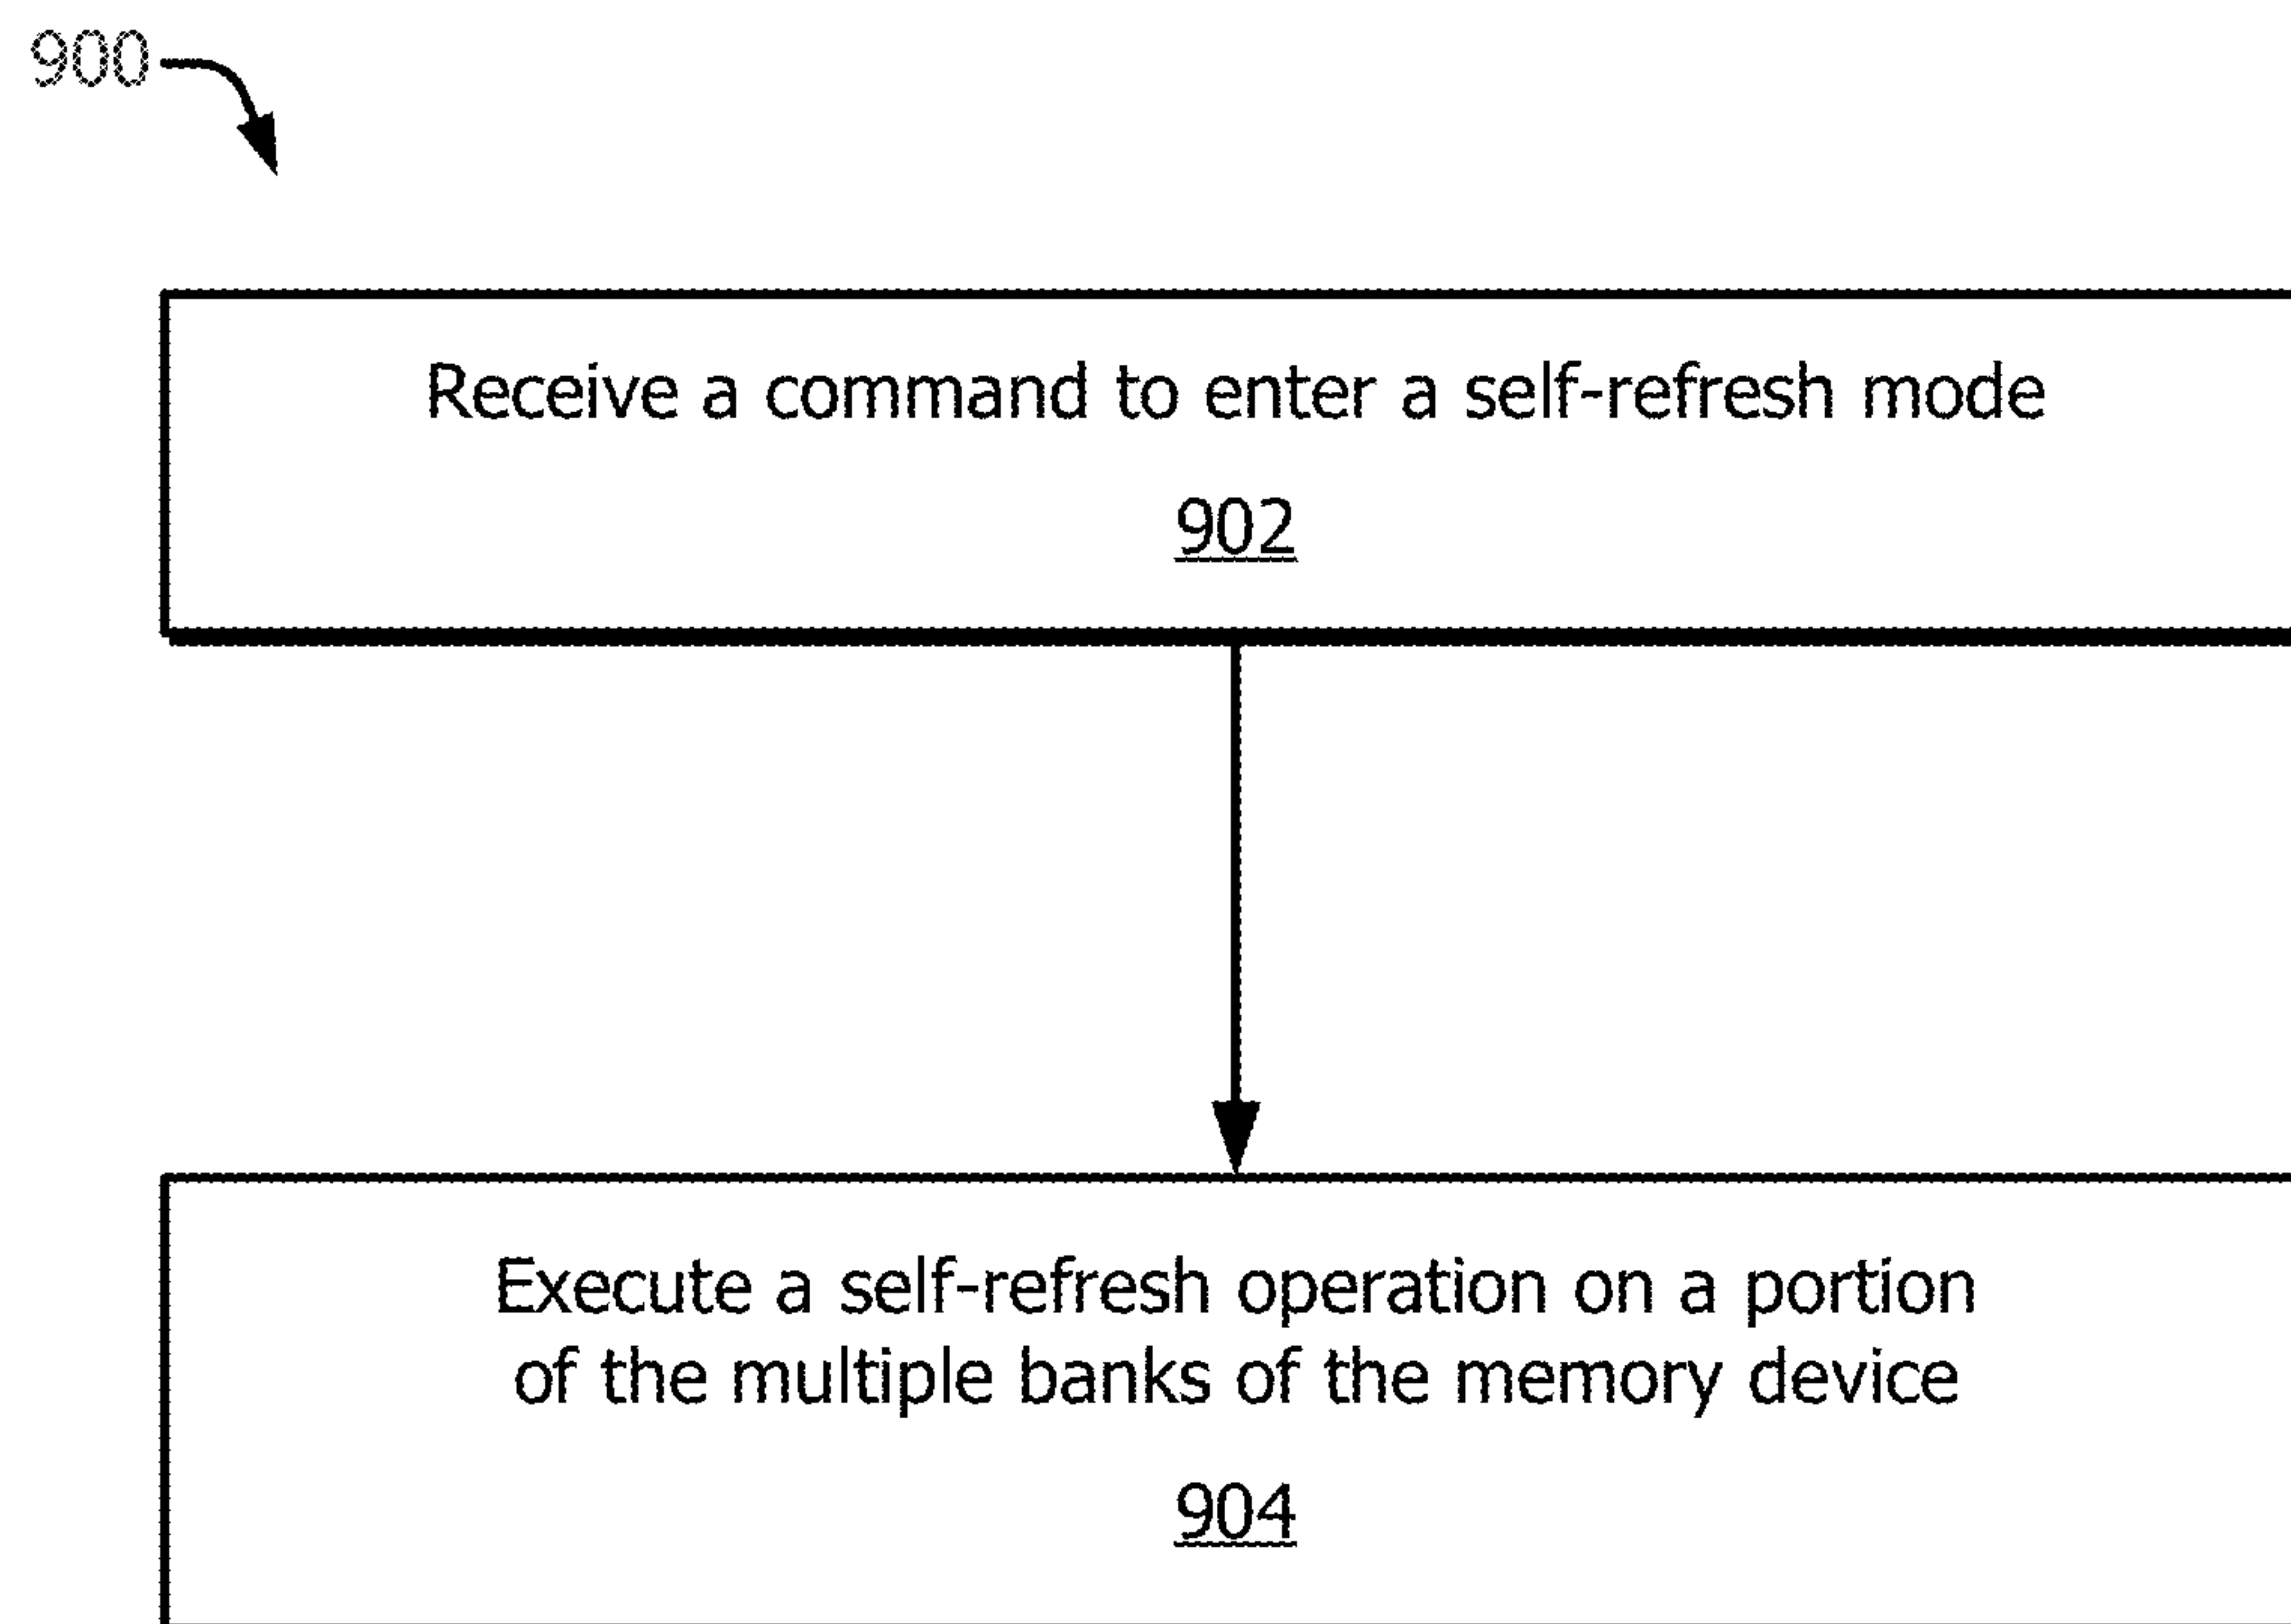 900
Receive a command to enter a self-refresh mode
902
Execute a self-refresh operation on a portion
of the multiple banks of the memory device
904